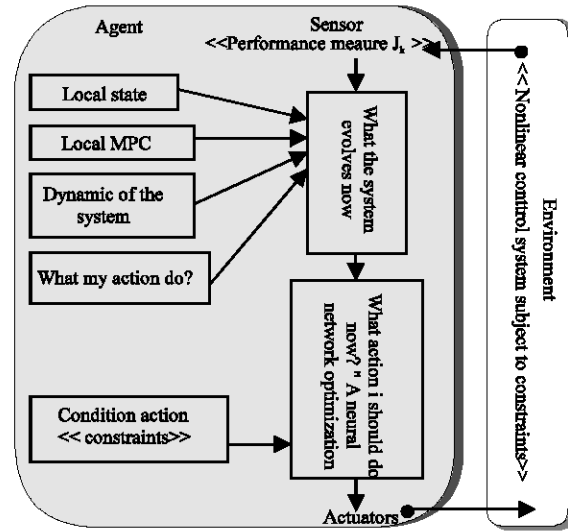 Agent
Sensor
<<Performance meaure Jₖ>>
Local state
Local MPC
Dynamic of the
system
What my action do?
What the system
evolves now
What action i should do
now? " A neural
network optimization
Condition action
<< constraints>>
Actuators
Environment
<< Nonlinear conttrol system subject to constraints>>